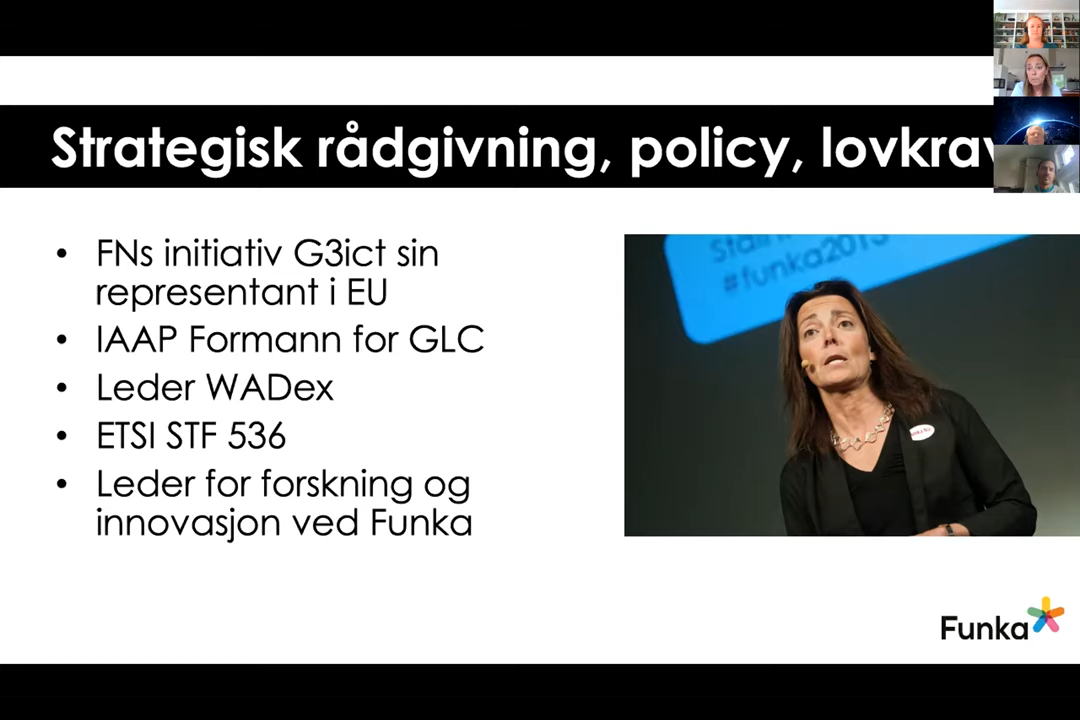 Strategisk rådgivning, policy, lovkrav
• FNs initiativ G3ict sin
representant i EU
• IAAP Formann for GLC
• Leder WADex
• ETSI STF 536
• Leder for forskning og
innovasjon ved Funka
#funka2015
Funka